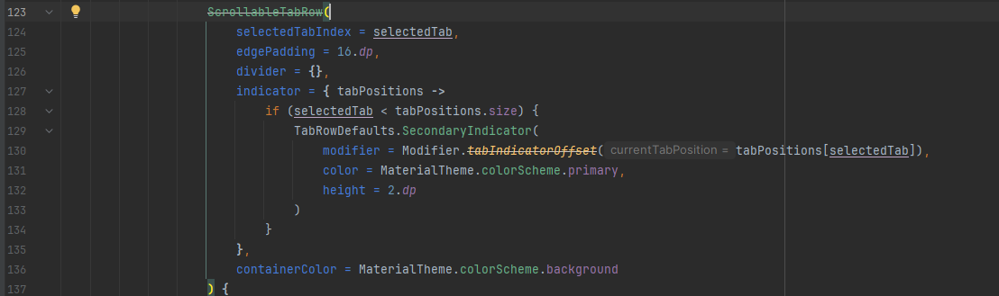 123 ScrollableTabRow(
124 selectedTabIndex = selectedTab,
125 edgePadding = 16.dp,
126 divider = {},
127 indicator = { tabPositions ->
128 if (selectedTab < tabPositions.size) {
129 TabRowDefaults.SecondaryIndicator(
130 modifier = Modifier.tabIndicatorOffset( currentTabPosition = tabPositions[selectedTab]),
131 color = MaterialTheme.colorScheme.primary,
132 height = 2.dp
133 )
134 }
135 },
136 containerColor = MaterialTheme.colorScheme.background
137 ) {